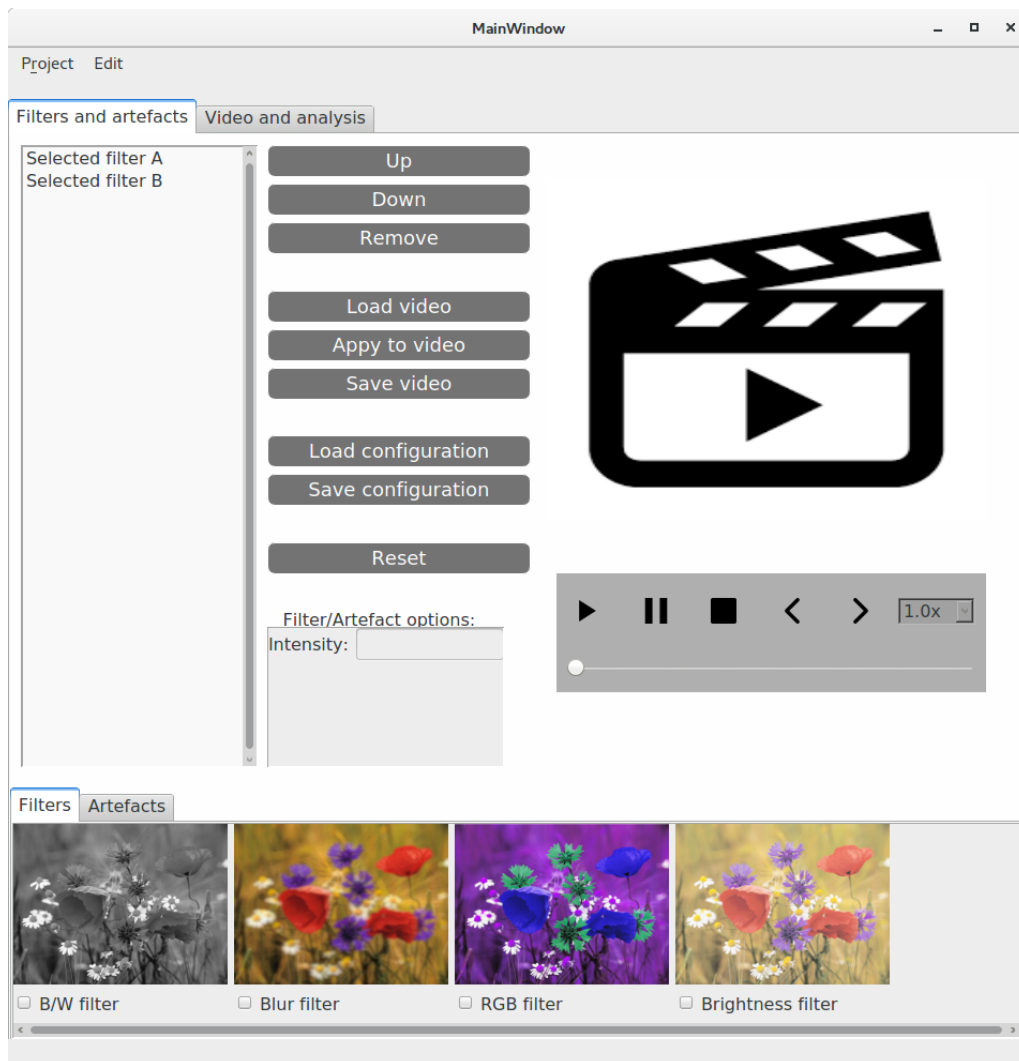 MainWindow
Project Edit
Filters and artefacts Video and analysis
Selected filter A
Selected filter B
Up
Down
Remove
Load video
Appy to video
Save video
Load configuration
Save configuration
Reset
Filter/Artefact options:
Intensity:
1.0x
Filters Artefacts
B/W filter Blur filter RGB filter Brightness filter